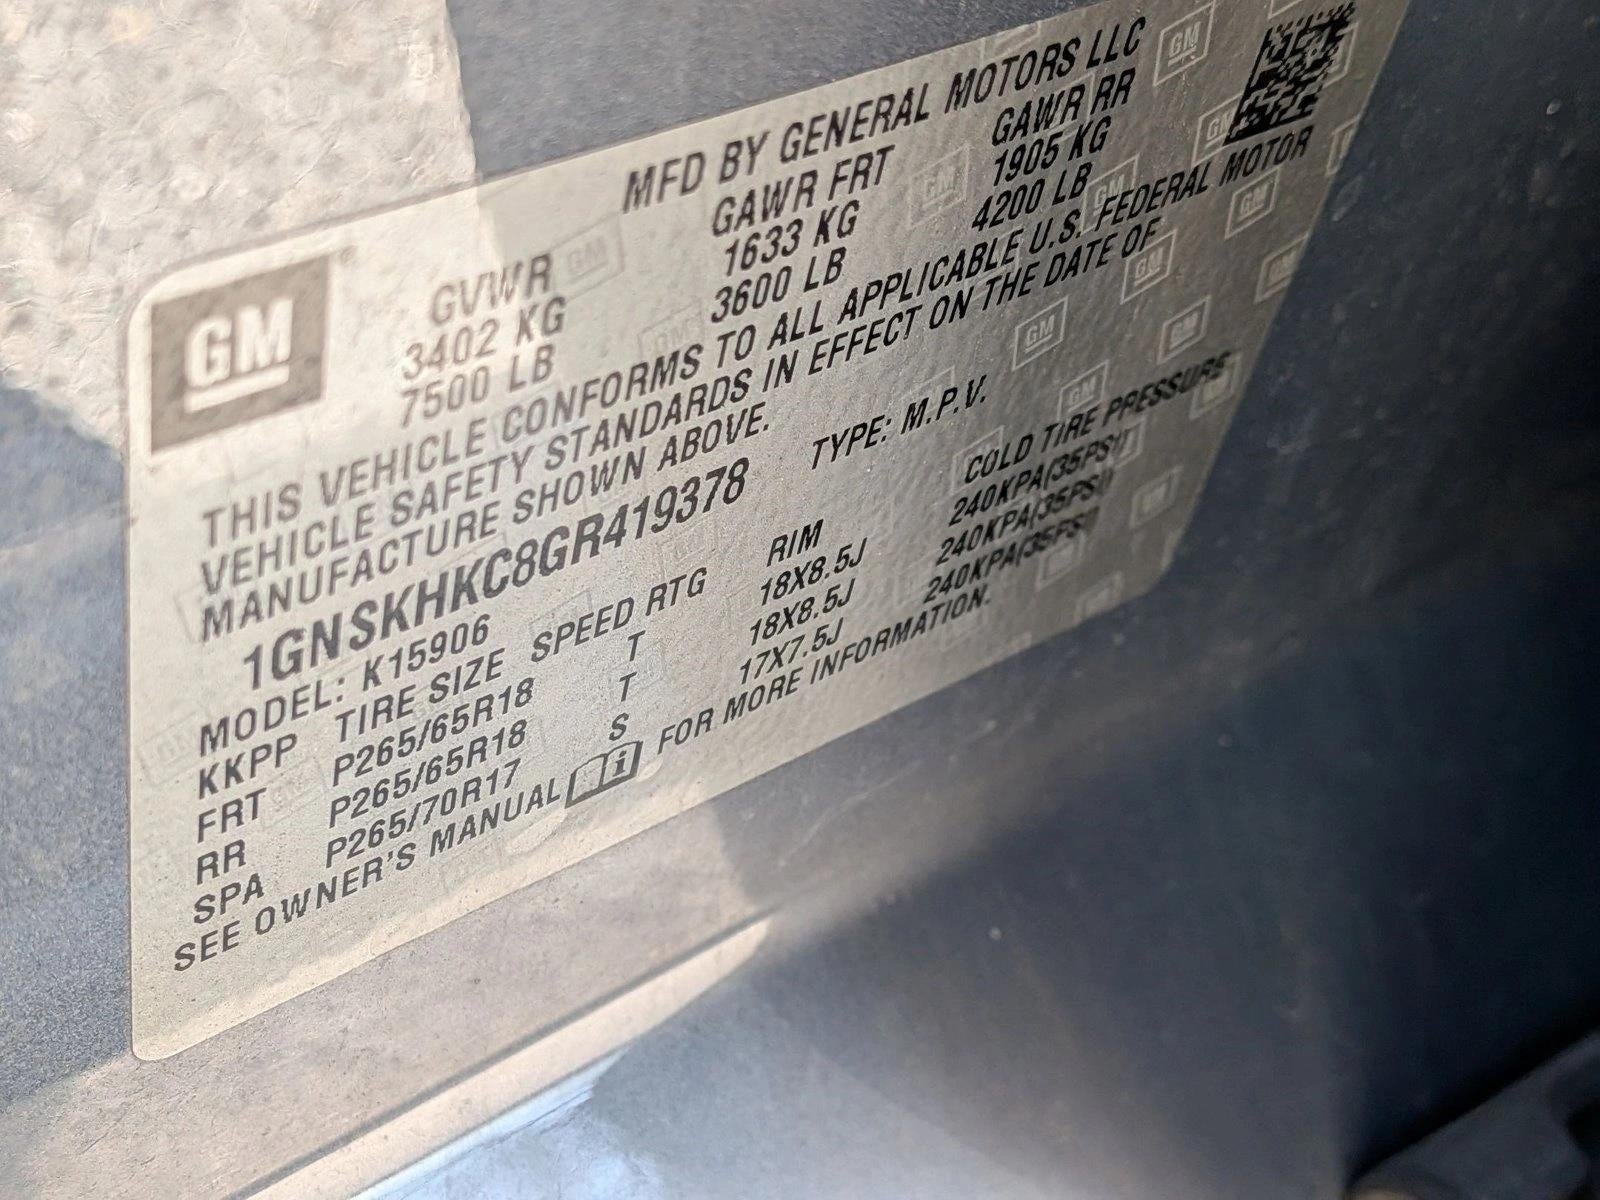 GM
MFD BY GENERAL MOTORS LLC
GVWR GAWR FRT GAWR RR
3402 KG 1633 KG 1905 KG
7500 LB 3600 LB 4200 LB
THIS VEHICLE CONFORMS TO ALL APPLICABLE U.S. FEDERAL MOTOR
VEHICLE SAFETY STANDARDS IN EFFECT ON THE DATE OF
MANUFACTURE SHOWN ABOVE.
1GNSKHKC8GR419378 TYPE: M.P.V.
MODEL: K15906
KKPP TIRE SIZE SPEED RTG RIM COLD TIRE PRESSURE
FRT P265/65R18 T 18X8.5J 240KPA(35PSI)
RR P265/65R18 T 18X8.5J 240KPA(35PSI)
SPA P265/70R17 S 17X7.5J 240KPA(35PSI)
SEE OWNER'S MANUAL i FOR MORE INFORMATION.